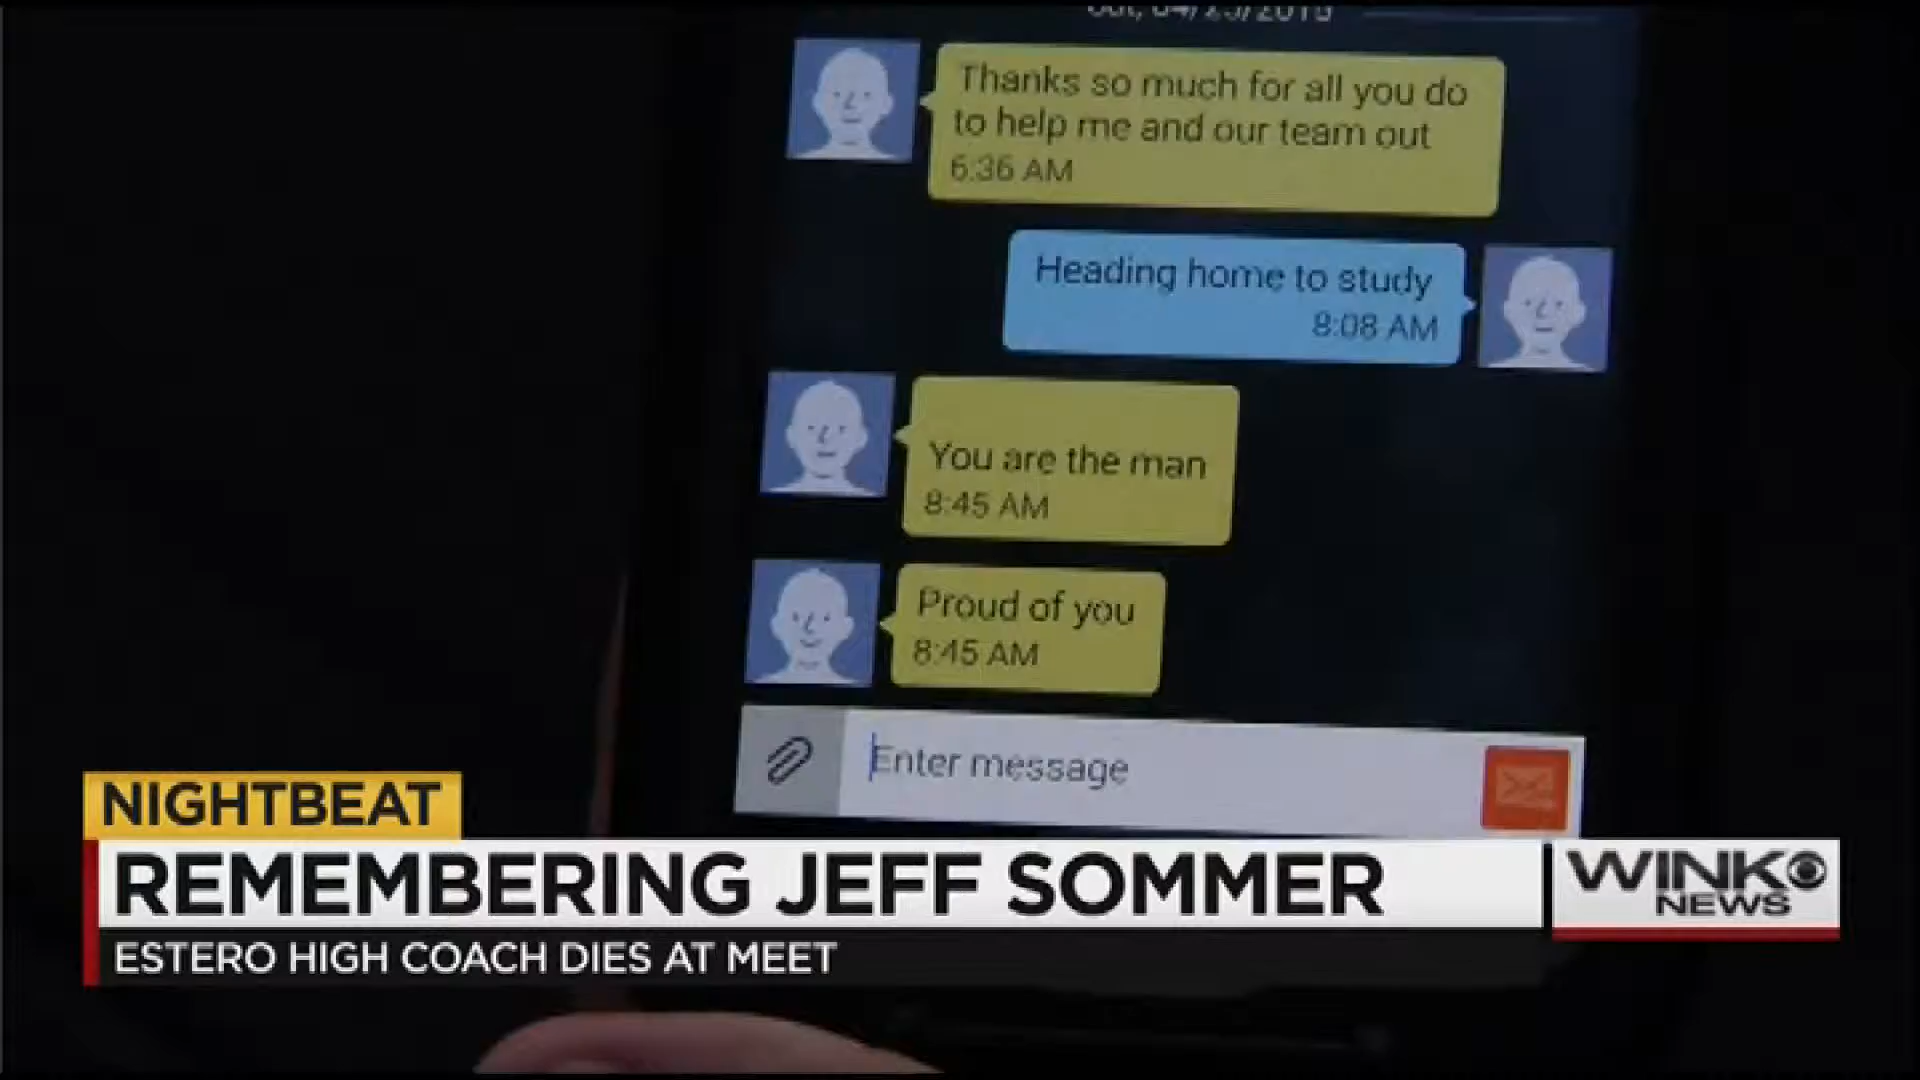 Thanks so much for all you do
to help me and our team out
6:36 AM
Heading home to study
8:08 AM
You are the man
8:45 AM
Proud of you
8:45 AM
Enter message
NIGHTBEAT
REMEMBERING JEFF SOMMER
ESTERO HIGH COACH DIES AT MEET
WINK
NEWS